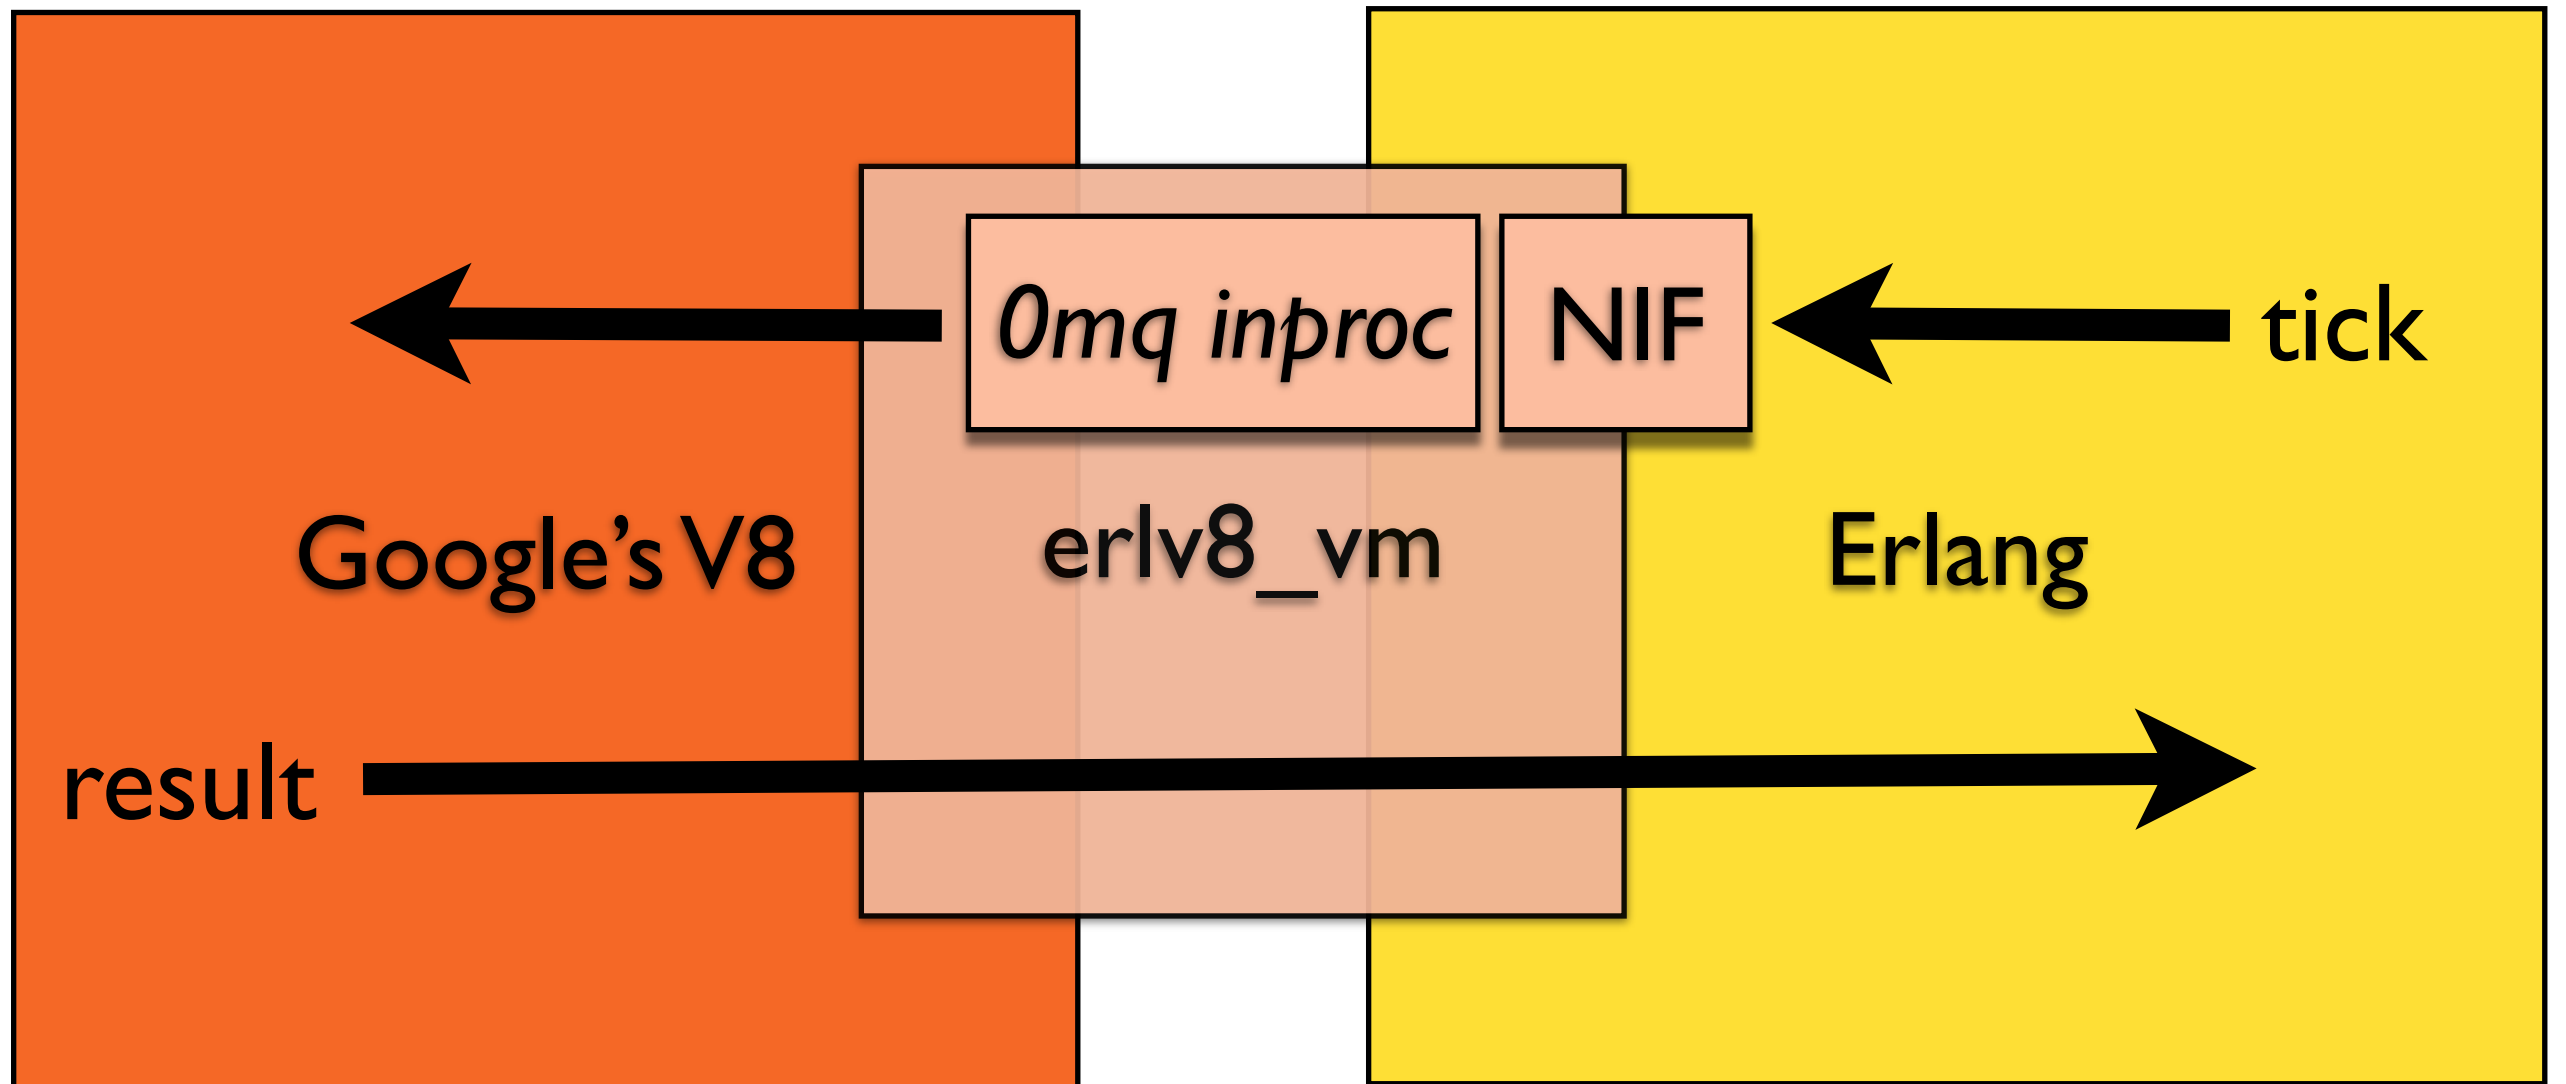 0mq inproc
NIF
tick
Google’s V8
erlv8_vm
Erlang
result